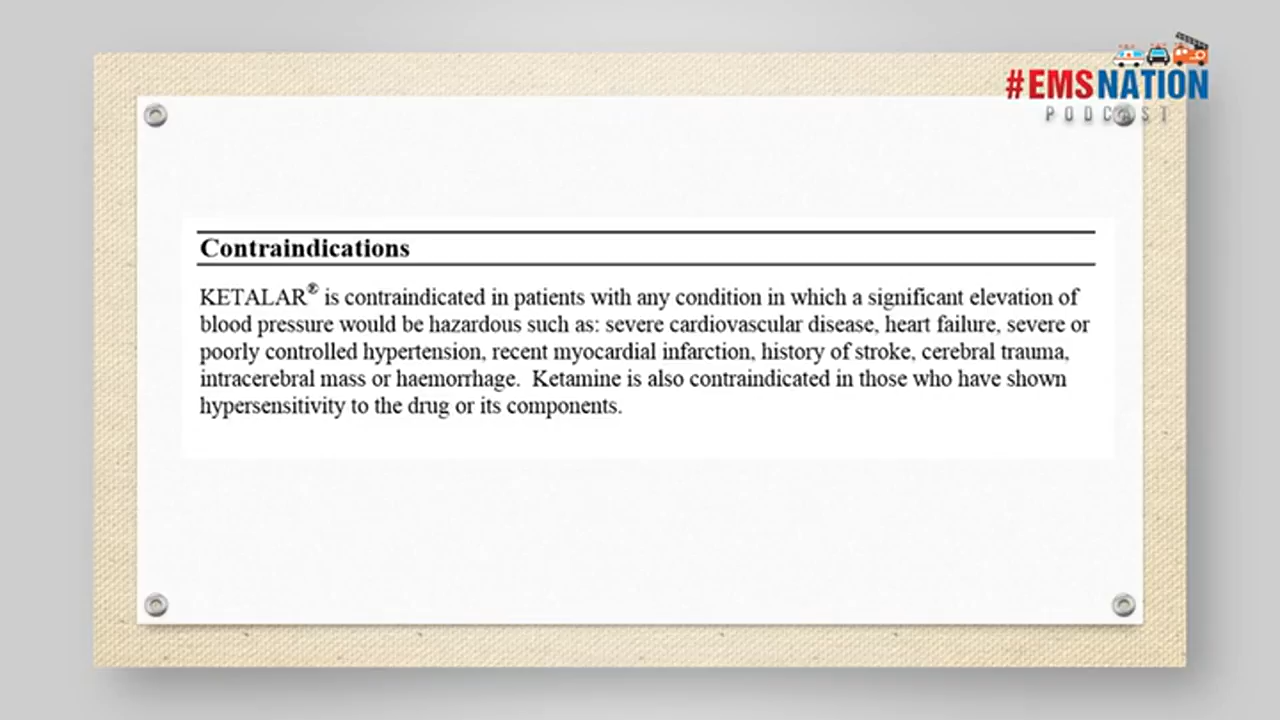 #EMSNATION
PODCAST
Contraindications
KETALAR® is contraindicated in patients with any condition in which a significant elevation of
blood pressure would be hazardous such as: severe cardiovascular disease, heart failure, severe or
poorly controlled hypertension, recent myocardial infarction, history of stroke, cerebral trauma,
intracerebral mass or haemorrhage.  Ketamine is also contraindicated in those who have shown
hypersensitivity to the drug or its components.